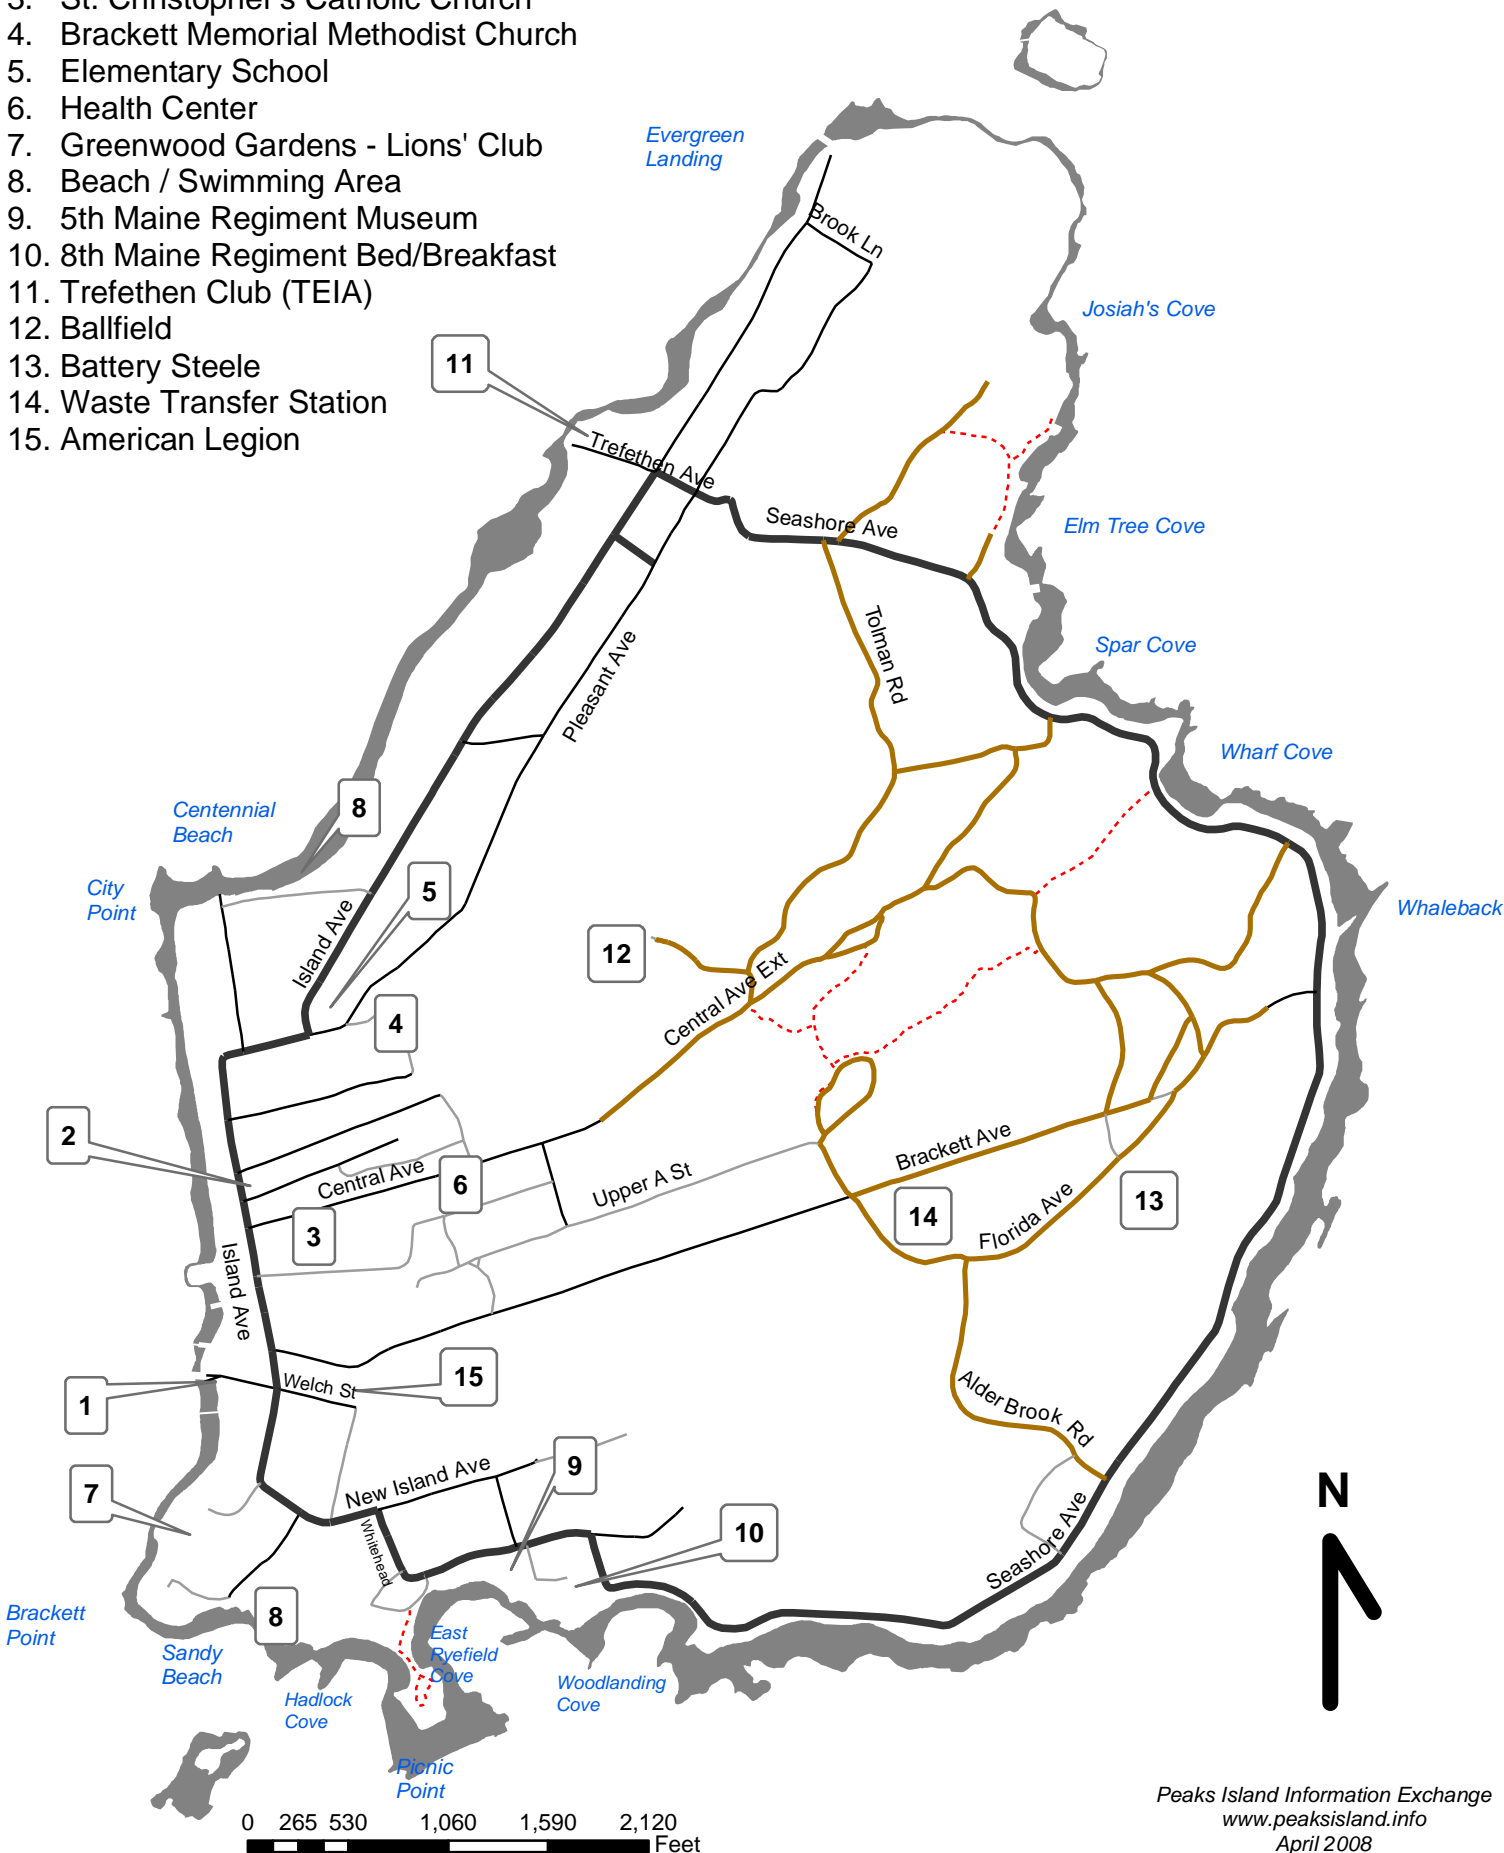 3. St. Christopher's Catholic Church
4. Brackett Memorial Methodist Church
5. Elementary School
6. Health Center
7. Greenwood Gardens - Lions' Club
8. Beach / Swimming Area
9. 5th Maine Regiment Museum
10. 8th Maine Regiment Bed/Breakfast
11. Trefethen Club (TEIA)
12. Ballfield
13. Battery Steele
14. Waste Transfer Station
15. American Legion
Evergreen
Landing
Brook Ln
Josiah's Cove
11
Trefethen Ave
Seashore Ave
Elm Tree Cove
Tolman Rd
Spar Cove
Pleasant Ave
Wharf Cove
Centennial
Beach
8
City
Point
5
Whaleback
Island Ave
12
Central Ave Ext
4
2
Brackett Ave
Central Ave
6
Upper A St
13
14
3
Florida Ave
Island Ave
Welch St
15
1
Alder Brook Rd
New Island Ave
9
7
N
10
Whitehead
Seashore Ave
Brackett
Point
8
Sandy
Beach
East
Ryefield
Cove
Hadlock
Cove
Woodlanding
Cove
Picnic
Point
0 265 530 1,060 1,590 2,120
Feet
Peaks Island Information Exchange
www.peaksisland.info
April 2008